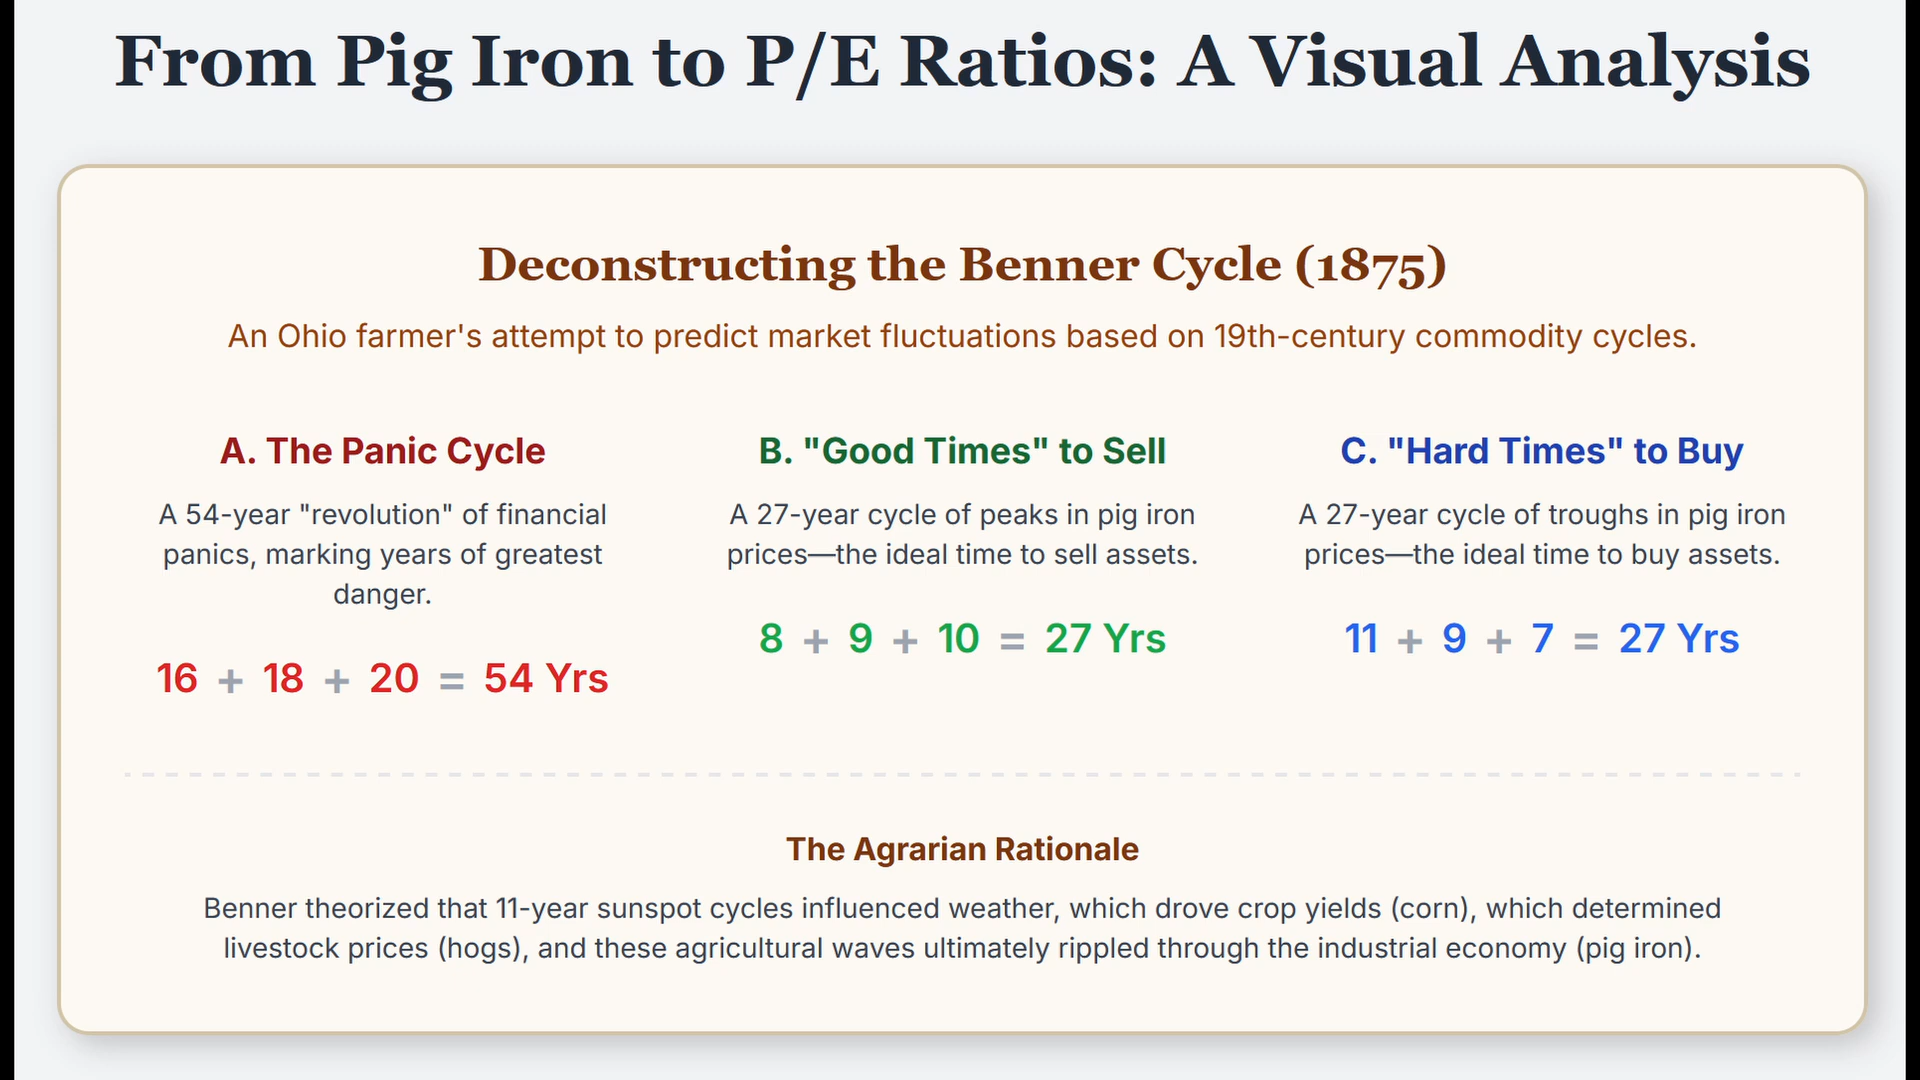 From Pig Iron to P/E Ratios: A Visual Analysis
Deconstructing the Benner Cycle (1875)
An Ohio farmer's attempt to predict market fluctuations based on 19th-century commodity cycles.
A. The Panic Cycle
A 54-year "revolution" of financial
panics, marking years of greatest
danger.
16 + 18 + 20 = 54 Yrs
B. "Good Times" to Sell
A 27-year cycle of peaks in pig iron
prices—the ideal time to sell assets.
8 + 9 + 10 = 27 Yrs
C. "Hard Times" to Buy
A 27-year cycle of troughs in pig iron
prices—the ideal time to buy assets.
11 + 9 + 7 = 27 Yrs
The Agrarian Rationale
Benner theorized that 11-year sunspot cycles influenced weather, which drove crop yields (corn), which determined
livestock prices (hogs), and these agricultural waves ultimately rippled through the industrial economy (pig iron).